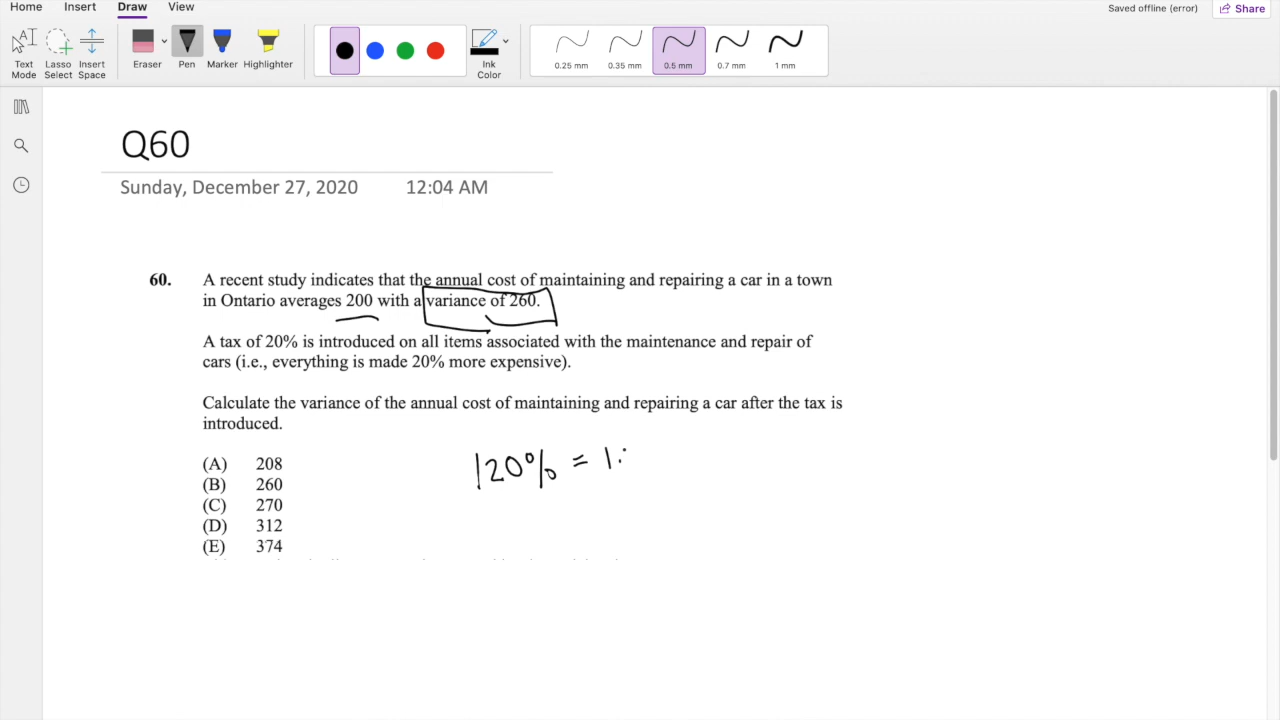 Home Insert Draw View
Saved offline (error)
Share
Text Mode
Lasso Select
Insert Space
Eraser
Pen
Marker
Highlighter
Ink Color
0.25 mm
0.35 mm
0.5 mm
0.7 mm
1 mm
Q60
Sunday, December 27, 2020 12:04 AM
60. A recent study indicates that the annual cost of maintaining and repairing a car in a town
in Ontario averages 200 with a variance of 260.
A tax of 20% is introduced on all items associated with the maintenance and repair of
cars (i.e., everything is made 20% more expensive).
Calculate the variance of the annual cost of maintaining and repairing a car after the tax is
introduced.
(A) 208
(B) 260
(C) 270
(D) 312
(E) 374
120% = 1.